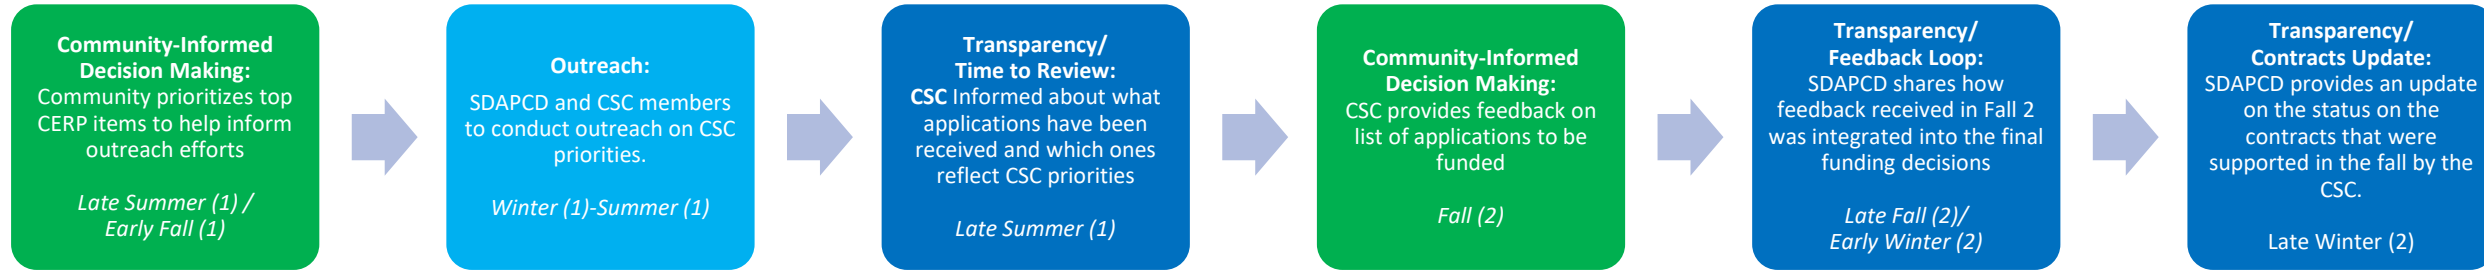 Community-Informed
Decision Making:
Community prioritizes top
CERP items to help inform
outreach efforts
Late Summer (1) /
Early Fall (1)
Outreach:
SDAPCD and CSC members
to conduct outreach on CSC
priorities.
Winter (1)-Summer (1)
Transparency/
Time to Review:
CSC Informed about what
applications have been
received and which ones
reflect CSC priorities
Late Summer (1)
Community-Informed
Decision Making:
CSC provides feedback on
list of applications to be
funded
Fall (2)
Transparency/
Feedback Loop:
SDAPCD shares how
feedback received in Fall 2
was integrated into the final
funding decisions
Late Fall (2)/
Early Winter (2)
Transparency/
Contracts Update:
SDAPCD provides an update
on the status on the
contracts that were
supported in the fall by the
CSC.
Late Winter (2)